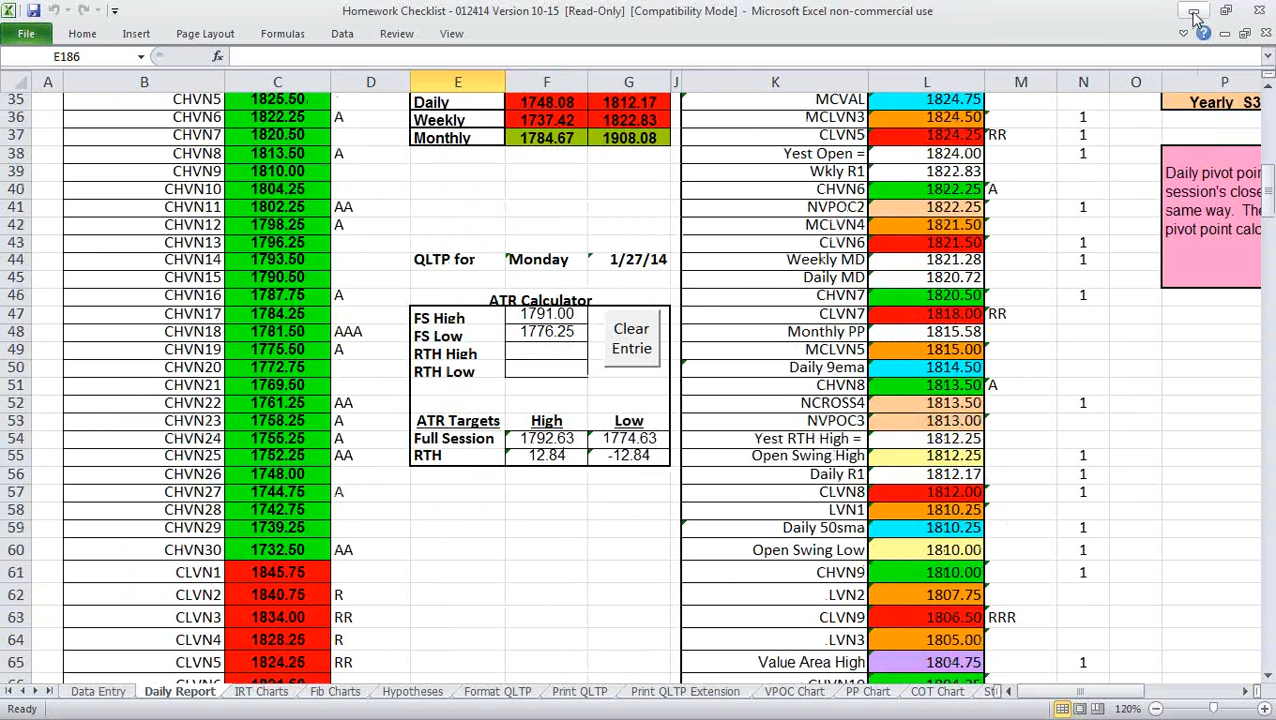 Homework Checklist - 012414 Version 10-15 [Read-Only] [Compatibility Mode] - Microsoft Excel non-commercial use
File Home Insert Page Layout Formulas Data Review View
E186 fx
A B C D E F G J K L M N O P
35 CHVN5 1825.50 Daily 1748.08 1812.17 MCVAL 1824.75 Yearly S3
36 CHVN6 1822.25 A Weekly 1737.42 1822.83 MCLVN3 1824.50 1
37 CHVN7 1820.50 Monthly 1784.67 1908.08 CLVN5 1824.25 RR 1
38 CHVN8 1813.50 A Yest Open = 1824.00 1
39 CHVN9 1810.00 Wkly R1 1822.83 Daily pivot poin
40 CHVN10 1804.25 CHVN6 1822.25 A session's close
41 CHVN11 1802.25 AA NVPOC2 1822.25 1 same way. The
42 CHVN12 1798.25 A MCLVN4 1821.50 pivot point calc
43 CHVN13 1796.25 CLVN6 1821.50 1
44 CHVN14 1793.50 QLTP for Monday 1/27/14 Weekly MD 1821.28 1
45 CHVN15 1790.50 Daily MD 1820.72
46 CHVN16 1787.75 A ATR Calculator CHVN7 1820.50 1
47 CHVN17 1784.00 FS High 1791.00 CLVN7 1818.00 RR
48 CHVN18 1781.50 AAA FS Low 1776.25 Clear Monthly PP 1815.58
49 CHVN19 1775.50 A RTH High Entrie MCLVN5 1815.00
50 CHVN20 1772.75 RTH Low Daily 9ema 1814.50
51 CHVN21 1769.50 CHVN8 1813.50 A
52 CHVN22 1761.25 AA NCROSS4 1813.50 1
53 CHVN23 1758.25 A ATR Targets High Low NVPOC3 1813.00
54 CHVN24 1755.25 A Full Session 1792.63 1774.63 Yest RTH High = 1812.25
55 CHVN25 1752.25 AA RTH 12.84 -12.84 Open Swing High 1812.25 1
56 CHVN26 1748.00 Daily R1 1812.17 1
57 CHVN27 1744.75 A CLVN8 1812.00 1
58 CHVN28 1742.75 LVN1 1810.25
59 CHVN29 1739.25 Daily 50sma 1810.25 1
60 CHVN30 1732.50 AA Open Swing Low 1810.00 1
61 CLVN1 1845.75 CHVN9 1810.00 1
62 CLVN2 1840.75 R .LVN2 1807.75
63 CLVN3 1834.00 RR CLVN9 1806.50 RRR
64 CLVN4 1828.25 R .LVN3 1805.00
65 CLVN5 1824.25 RR Value Area High 1804.75 1
Data Entry Daily Report IRT Charts Fib Charts Hypotheses Format QLTP Print QLTP Print QLTP Extension VPOC Chart PP Chart COT Chart
Ready 120%